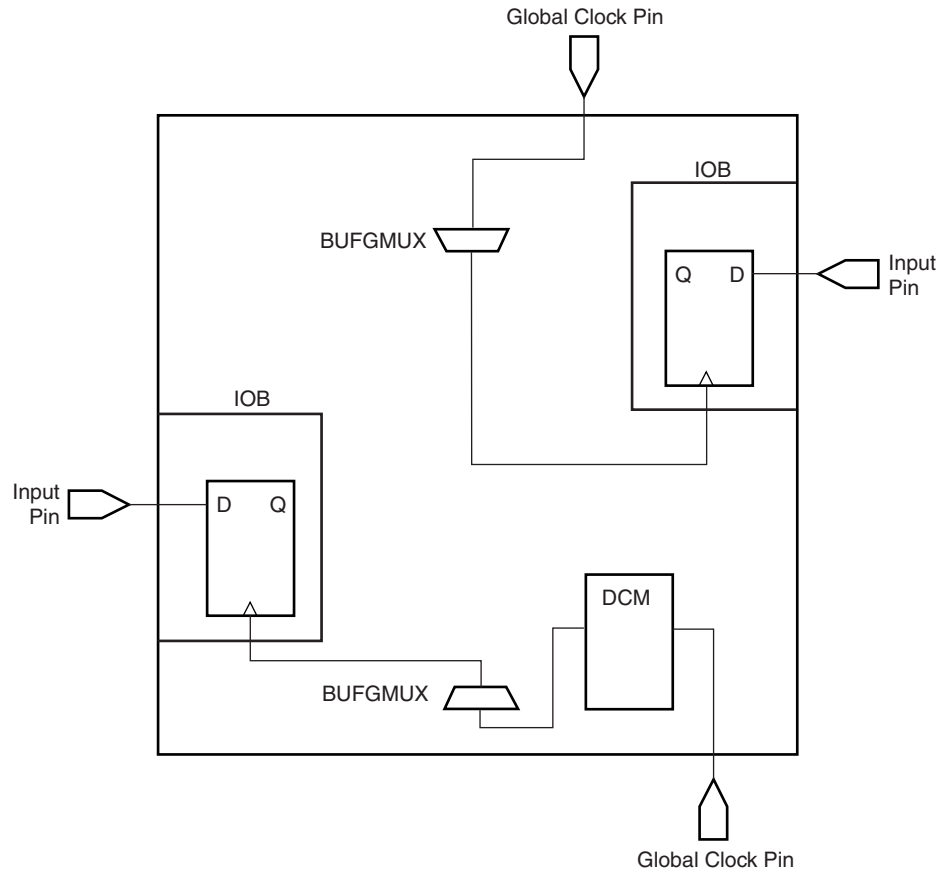 Global Clock Pin
IOB
BUFGMUX
Q D
Input
Pin
IOB
Input
Pin
D Q
DCM
BUFGMUX
Global Clock Pin